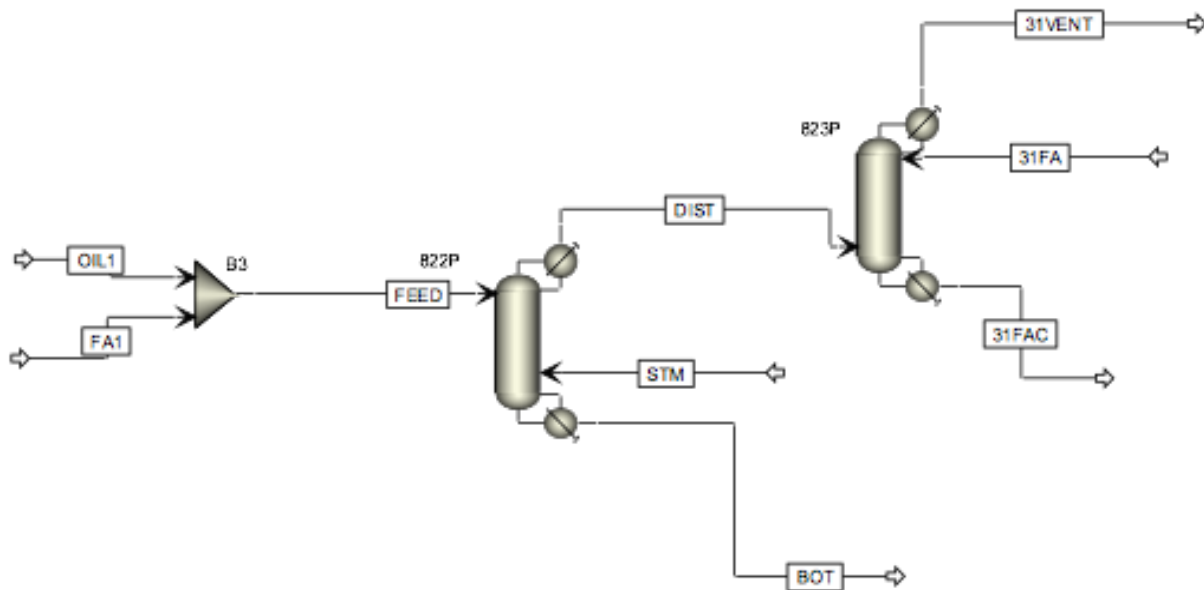 31VENT
823P
31FA
DIST
OIL1
B3
822P
FEED
FA1
31FAC
STM
BOT